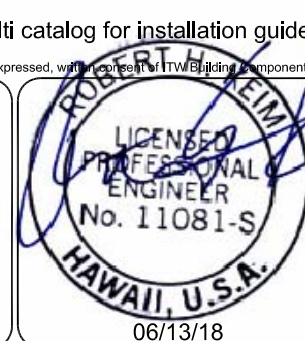 lti catalog for installation guide
xpressed, written consent of ITW Building Component
ROBERT H. KEIM
LICENSED
PROFESSIONAL
ENGINEER
No. 11081-S
HAWAII, U.S.A.
06/13/18